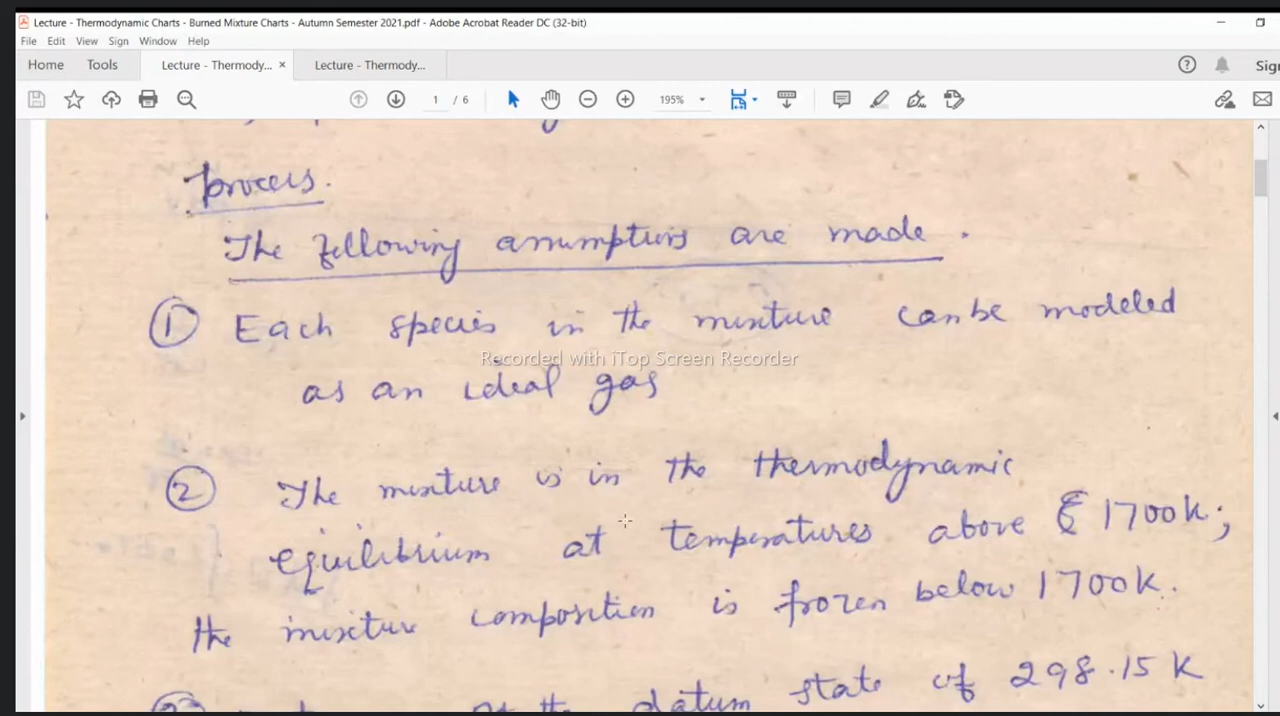 Lecture - Thermodynamic Charts - Burned Mixture Charts - Autumn Semester 2021.pdf - Adobe Acrobat Reader DC (32-bit)
File Edit View Sign Window Help
Home Tools Lecture - Thermody... × Lecture - Thermody... Sign
1 / 6 195%
process.
The following assumptions are made.
① Each species in the mixture can be modeled
Recorded with iTop Screen Recorder
as an ideal gas
② The mixture is in the thermodynamic
equilibrium at temperatures above 1700K;
the mixture composition is frozen below 1700K.
datum state of 298.15 K